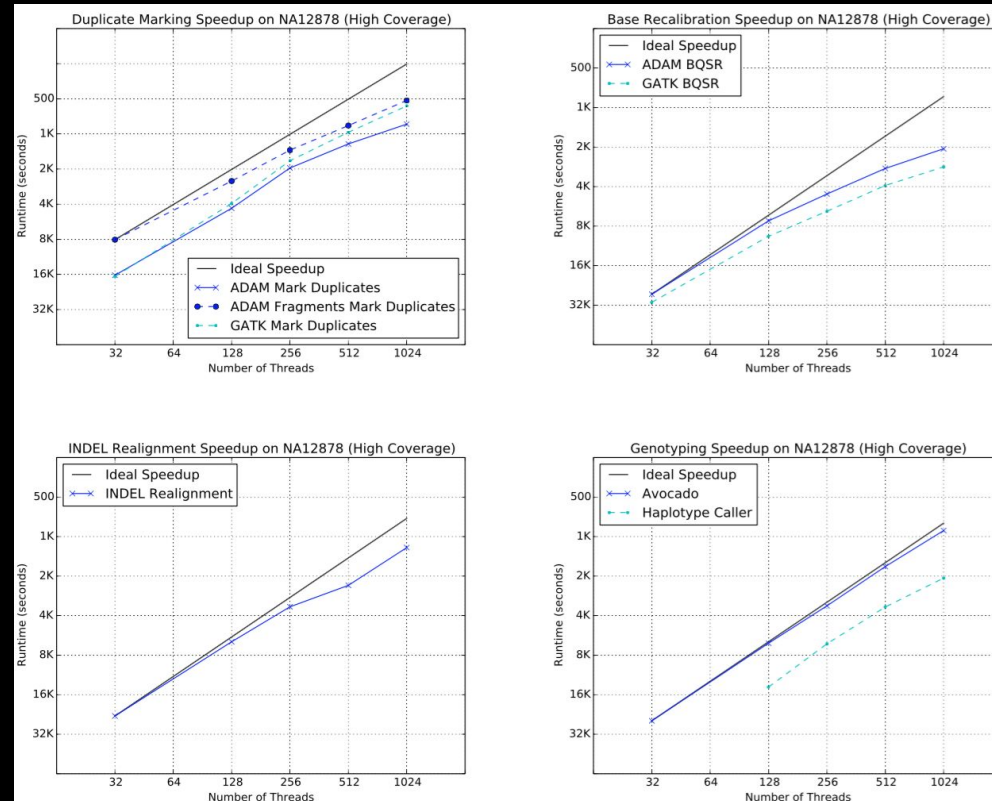 Duplicate Marking Speedup on NA12878 (High Coverage)
500
1K
2K
4K
8K
16K
32K
Runtime (seconds)
Ideal Speedup
ADAM Mark Duplicates
ADAM Fragments Mark Duplicates
GATK Mark Duplicates
32 64 128 256 512 1024
Number of Threads
Base Recalibration Speedup on NA12878 (High Coverage)
Ideal Speedup
ADAM BQSR
GATK BQSR
500
1K
2K
4K
8K
16K
32K
Runtime (seconds)
32 64 128 256 512 1024
Number of Threads
INDEL Realignment Speedup on NA12878 (High Coverage)
Ideal Speedup
INDEL Realignment
500
1K
2K
4K
8K
16K
32K
Runtime (seconds)
32 64 128 256 512 1024
Number of Threads
Genotyping Speedup on NA12878 (High Coverage)
Ideal Speedup
Avocado
Haplotype Caller
500
1K
2K
4K
8K
16K
32K
Runtime (seconds)
32 64 128 256 512 1024
Number of Threads